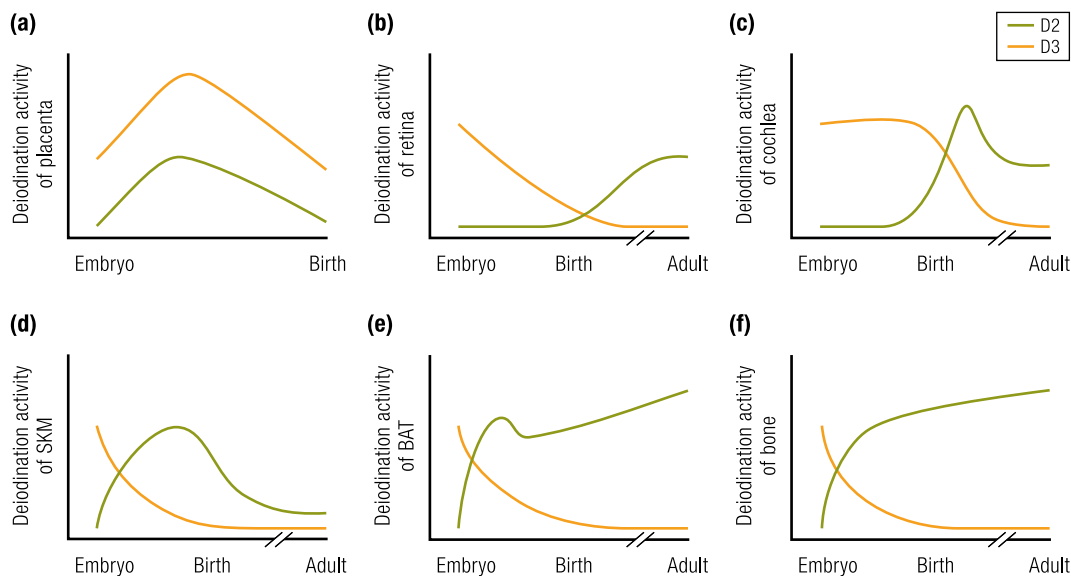 (a)
Deiodination activity
of placenta
Embryo
Birth
(b)
Deiodination activity
of retina
Embryo
Birth
Adult
(c)
Deiodination activity
of cochlea
Embryo
Birth
Adult
D2
D3
(d)
Deiodination activity
of SKM
Embryo
Birth
Adult
(e)
Deiodination activity
of BAT
Embryo
Birth
Adult
(f)
Deiodination activity
of bone
Embryo
Birth
Adult